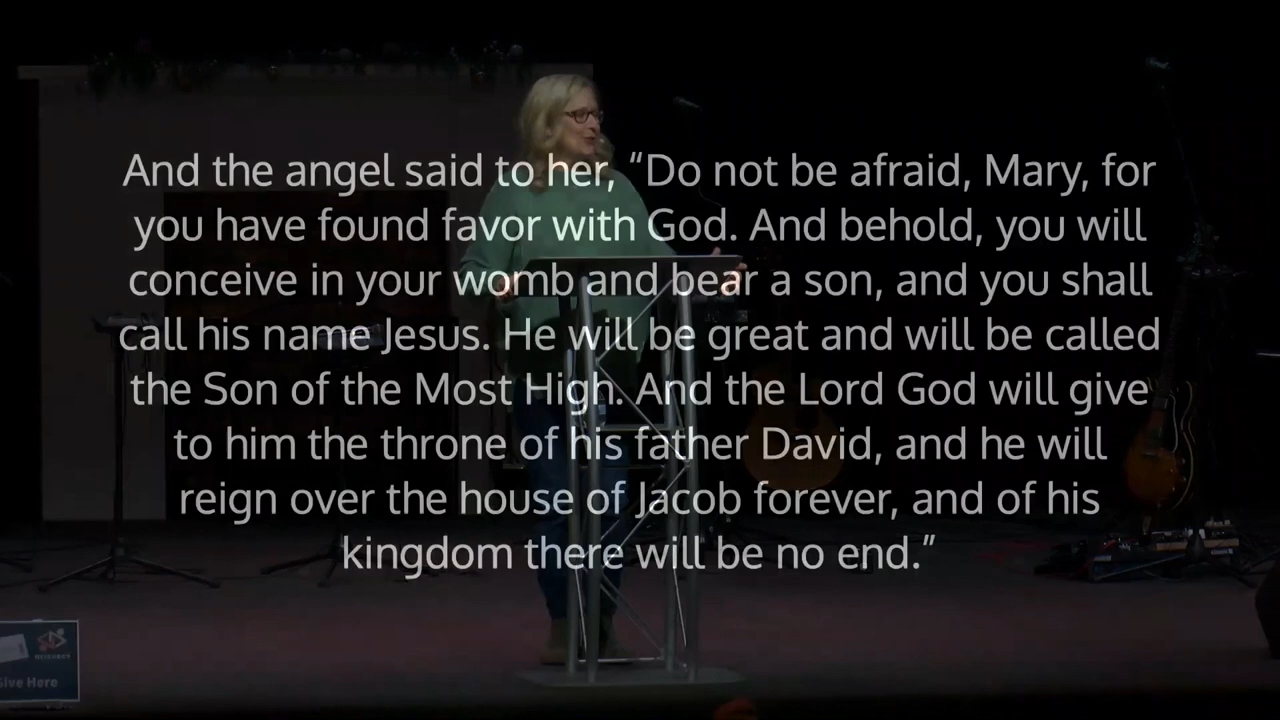 And the angel said to her, “Do not be afraid, Mary, for
you have found favor with God. And behold, you will
conceive in your womb and bear a son, and you shall
call his name Jesus. He will be great and will be called
the Son of the Most High. And the Lord God will give
to him the throne of his father David, and he will
reign over the house of Jacob forever, and of his
kingdom there will be no end.”
Give Here